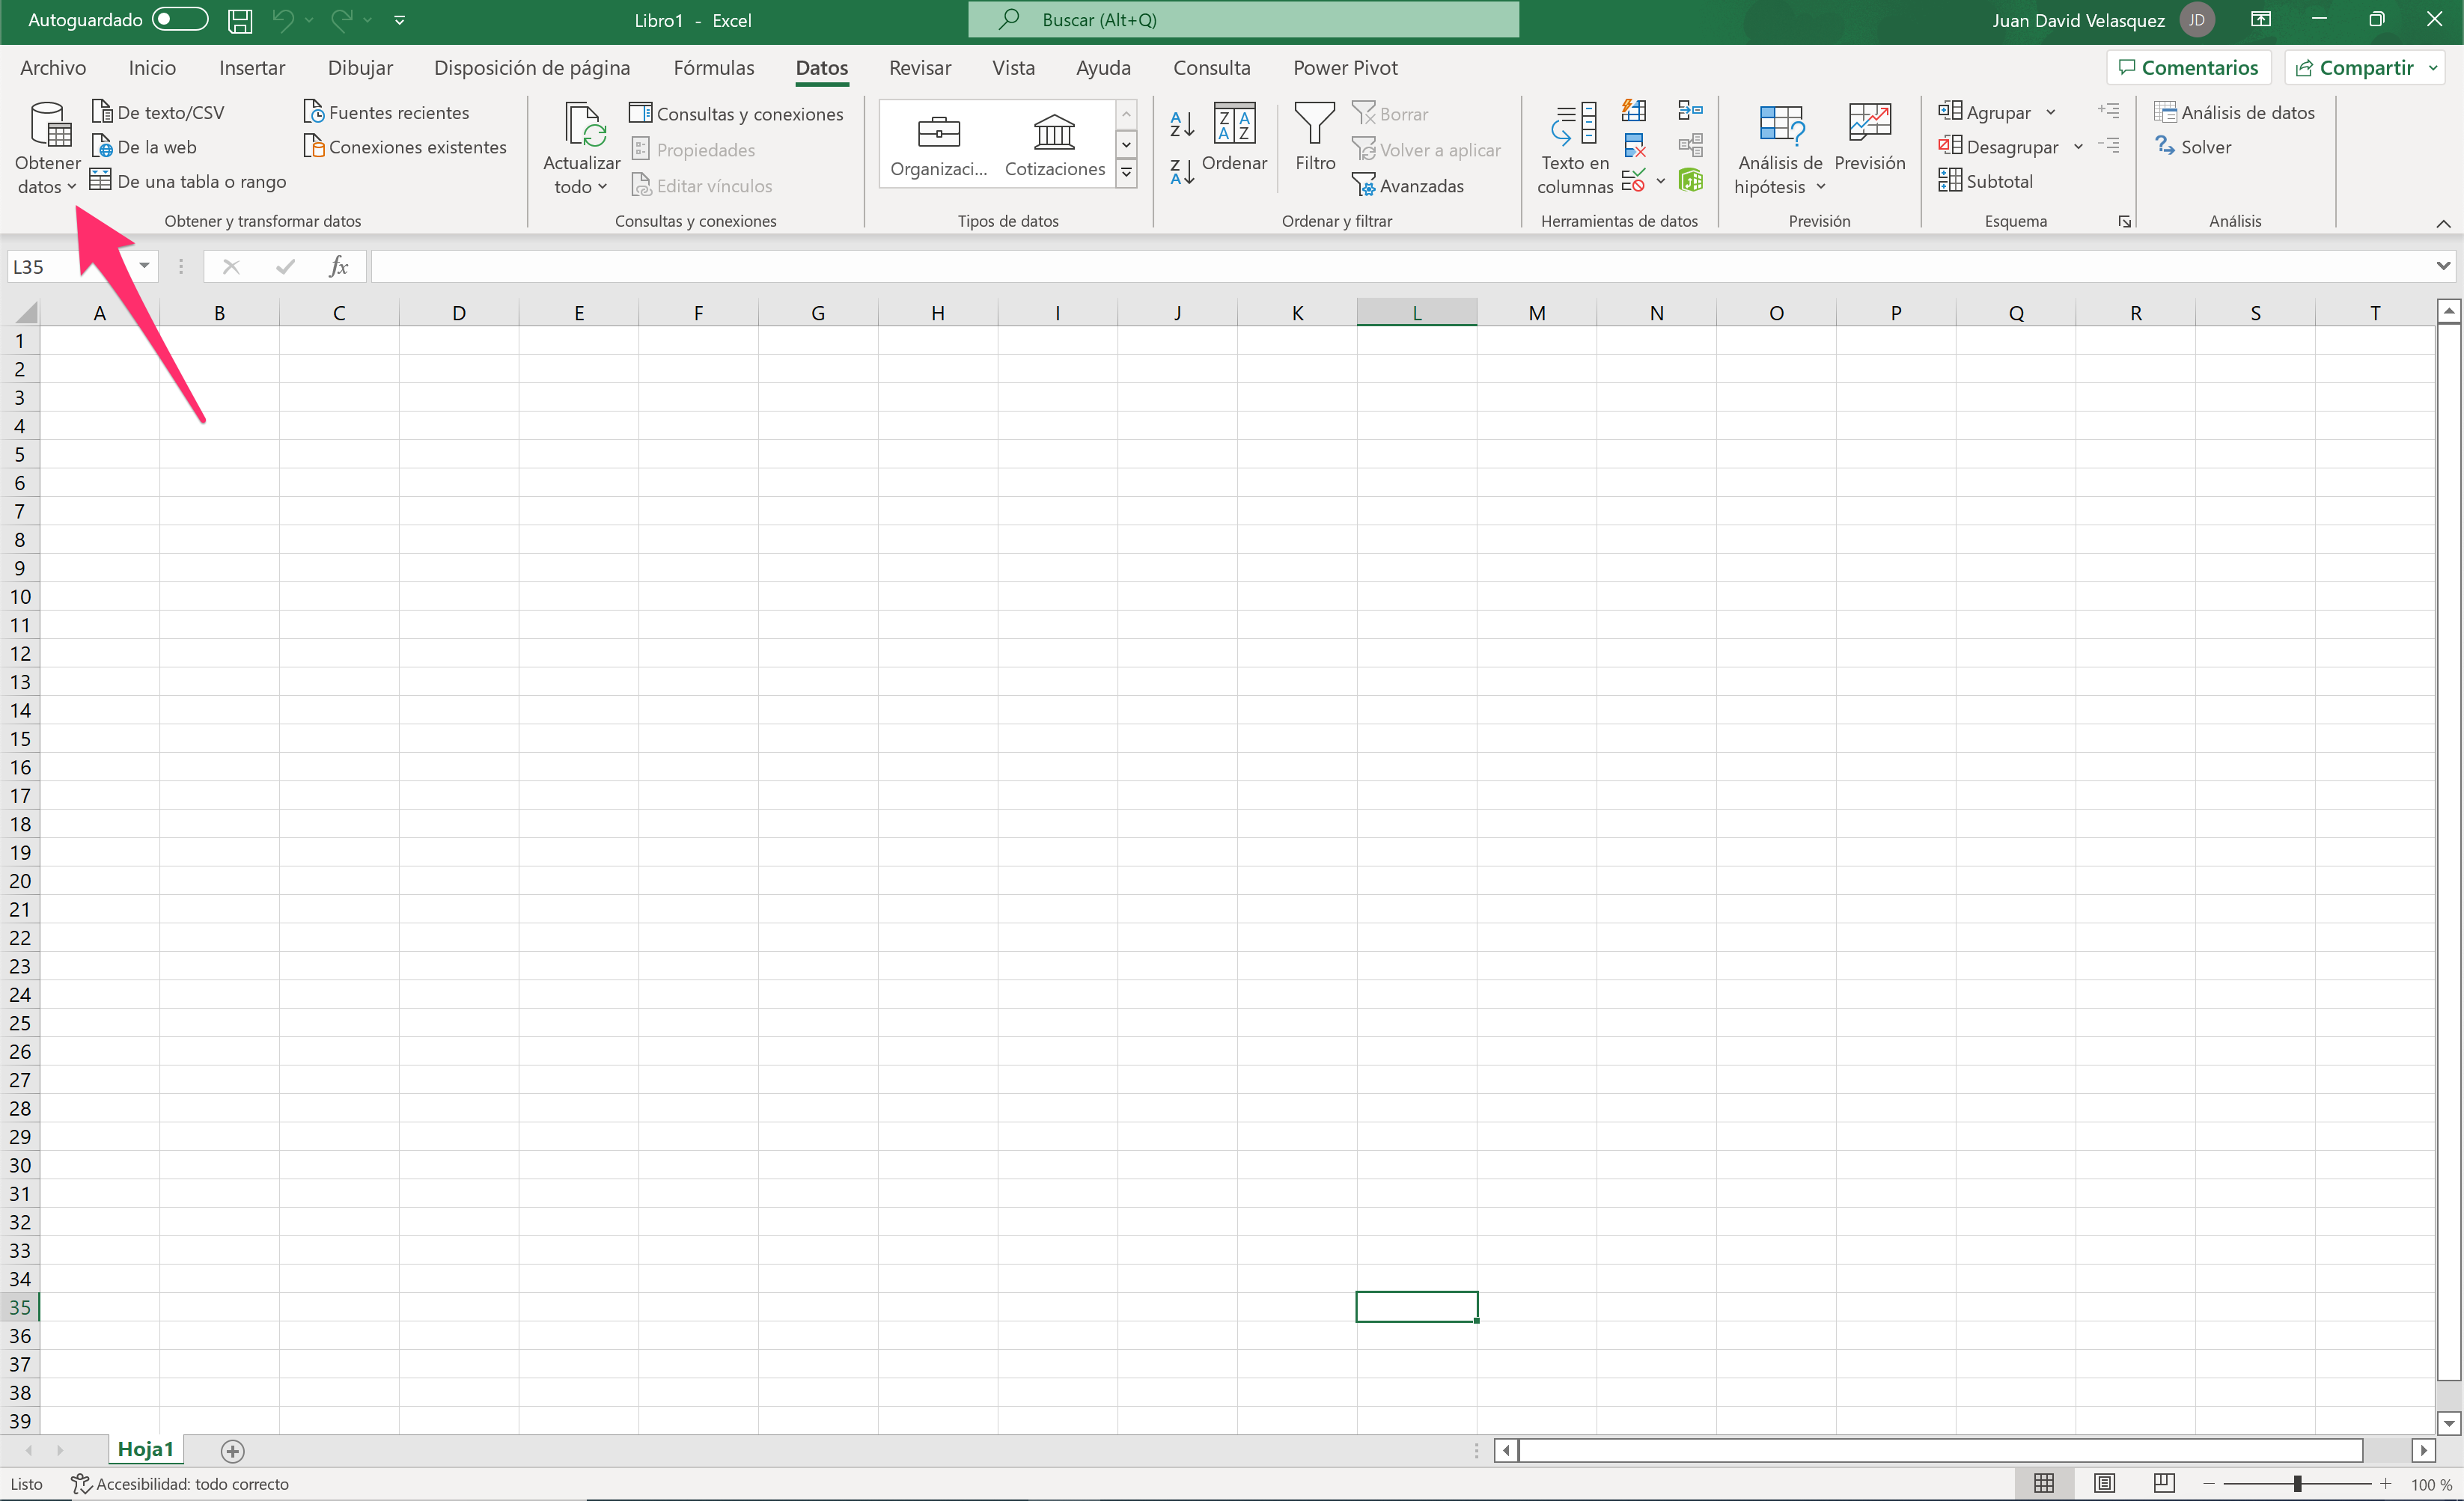 Autoguardado
Libro1 - Excel
Buscar (Alt+Q)
Juan David Velasquez
JD
Archivo Inicio Insertar Dibujar Disposición de página Fórmulas Datos Revisar Vista Ayuda Consulta Power Pivot
Comentarios
Compartir
Obtener
datos
De texto/CSV
De la web
De una tabla o rango
Fuentes recientes
Conexiones existentes
Obtener y transformar datos
Actualizar
todo
Consultas y conexiones
Propiedades
Editar vínculos
Consultas y conexiones
Organizaci...
Cotizaciones
Tipos de datos
Ordenar
Filtro
Borrar
Volver a aplicar
Avanzadas
Ordenar y filtrar
Texto en
columnas
Herramientas de datos
Análisis de
hipótesis
Previsión
Previsión
Agrupar
Desagrupar
Subtotal
Esquema
Análisis de datos
Solver
Análisis
L35
fx
A B C D E F G H I J K L M N O P Q R S T
1
2
3
4
5
6
7
8
9
10
11
12
13
14
15
16
17
18
19
20
21
22
23
24
25
26
27
28
29
30
31
32
33
34
35
36
37
38
39
Hoja1
Listo
Accesibilidad: todo correcto
100 %